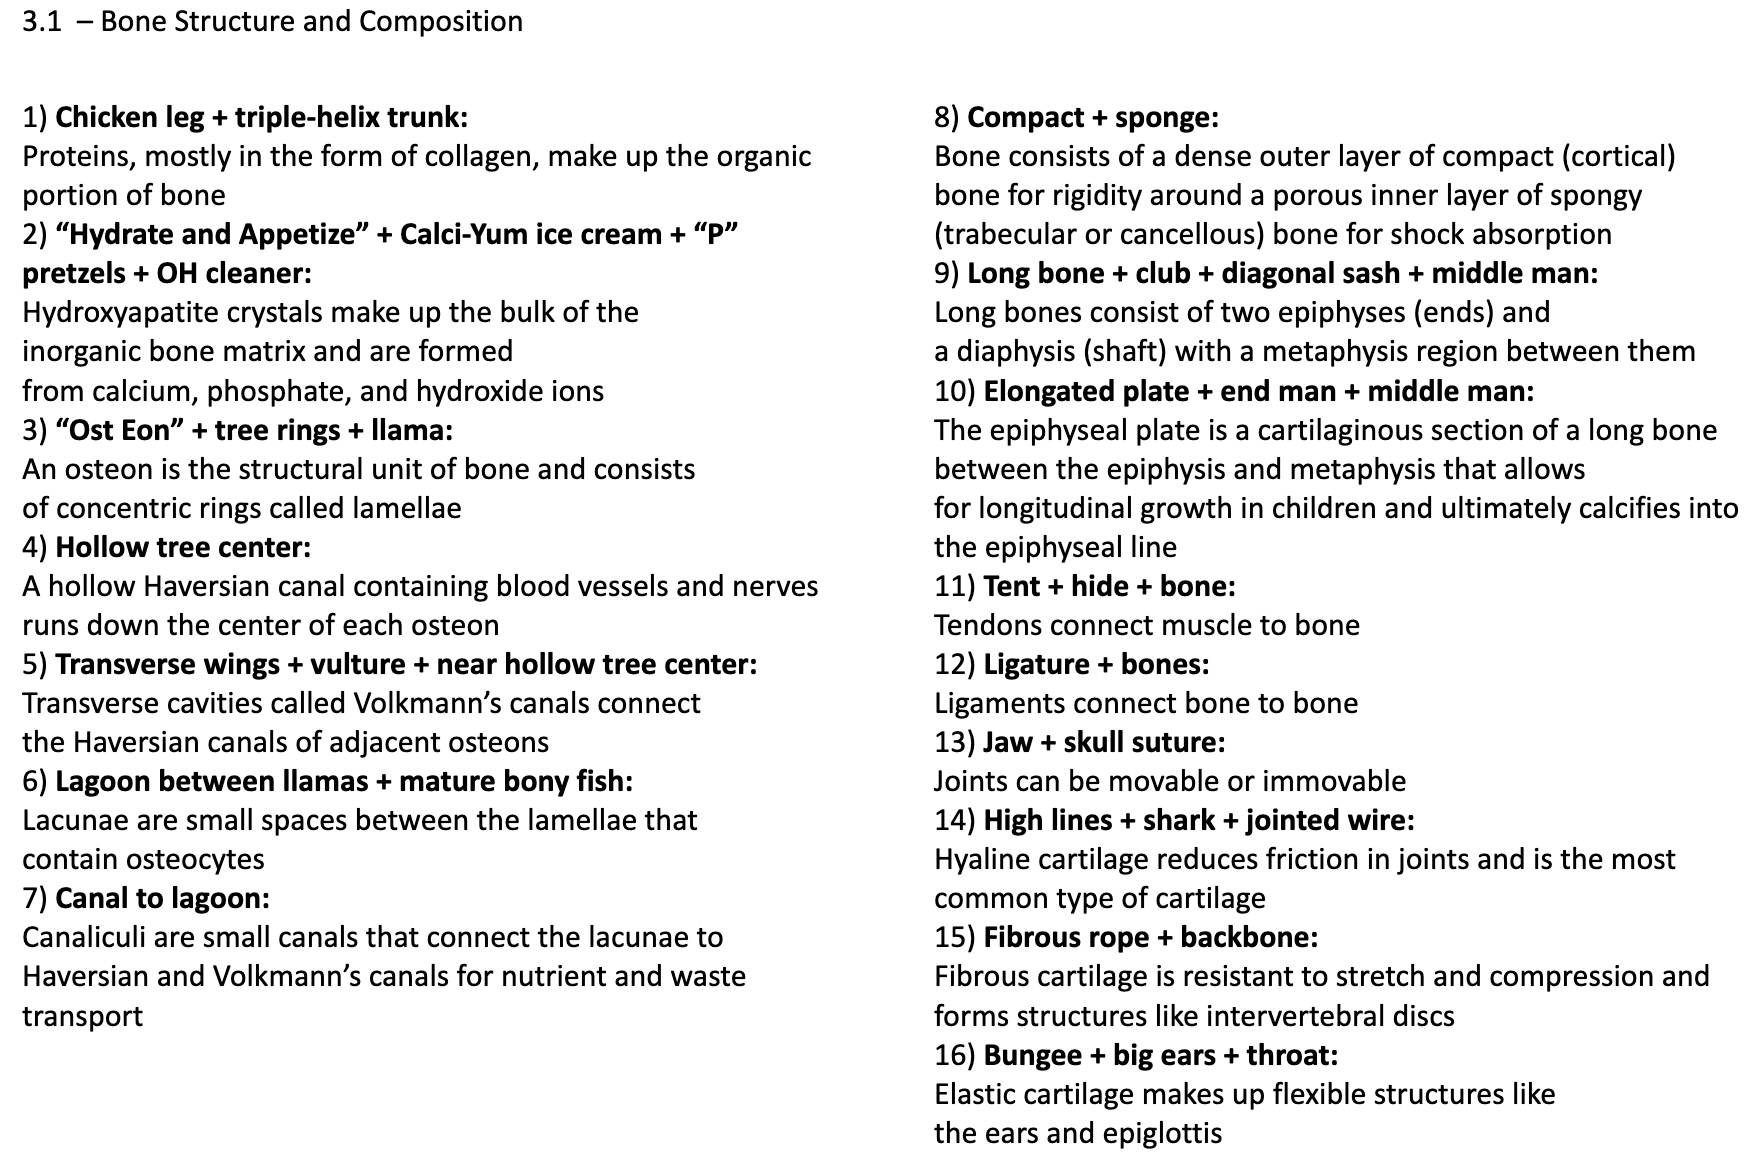 3.1 – Bone Structure and Composition
1) Chicken leg + triple-helix trunk:
Proteins, mostly in the form of collagen, make up the organic
portion of bone
2) “Hydrate and Appetize” + Calci-Yum ice cream + “P”
pretzels + OH cleaner:
Hydroxyapatite crystals make up the bulk of the
inorganic bone matrix and are formed
from calcium, phosphate, and hydroxide ions
3) “Ost Eon” + tree rings + llama:
An osteon is the structural unit of bone and consists
of concentric rings called lamellae
4) Hollow tree center:
A hollow Haversian canal containing blood vessels and nerves
runs down the center of each osteon
5) Transverse wings + vulture + near hollow tree center:
Transverse cavities called Volkmann’s canals connect
the Haversian canals of adjacent osteons
6) Lagoon between llamas + mature bony fish:
Lacunae are small spaces between the lamellae that
contain osteocytes
7) Canal to lagoon:
Canaliculi are small canals that connect the lacunae to
Haversian and Volkmann’s canals for nutrient and waste
transport
8) Compact + sponge:
Bone consists of a dense outer layer of compact (cortical)
bone for rigidity around a porous inner layer of spongy
(trabecular or cancellous) bone for shock absorption
9) Long bone + club + diagonal sash + middle man:
Long bones consist of two epiphyses (ends) and
a diaphysis (shaft) with a metaphysis region between them
10) Elongated plate + end man + middle man:
The epiphyseal plate is a cartilaginous section of a long bone
between the epiphysis and metaphysis that allows
for longitudinal growth in children and ultimately calcifies into
the epiphyseal line
11) Tent + hide + bone:
Tendons connect muscle to bone
12) Ligature + bones:
Ligaments connect bone to bone
13) Jaw + skull suture:
Joints can be movable or immovable
14) High lines + shark + jointed wire:
Hyaline cartilage reduces friction in joints and is the most
common type of cartilage
15) Fibrous rope + backbone:
Fibrous cartilage is resistant to stretch and compression and
forms structures like intervertebral discs
16) Bungee + big ears + throat:
Elastic cartilage makes up flexible structures like
the ears and epiglottis